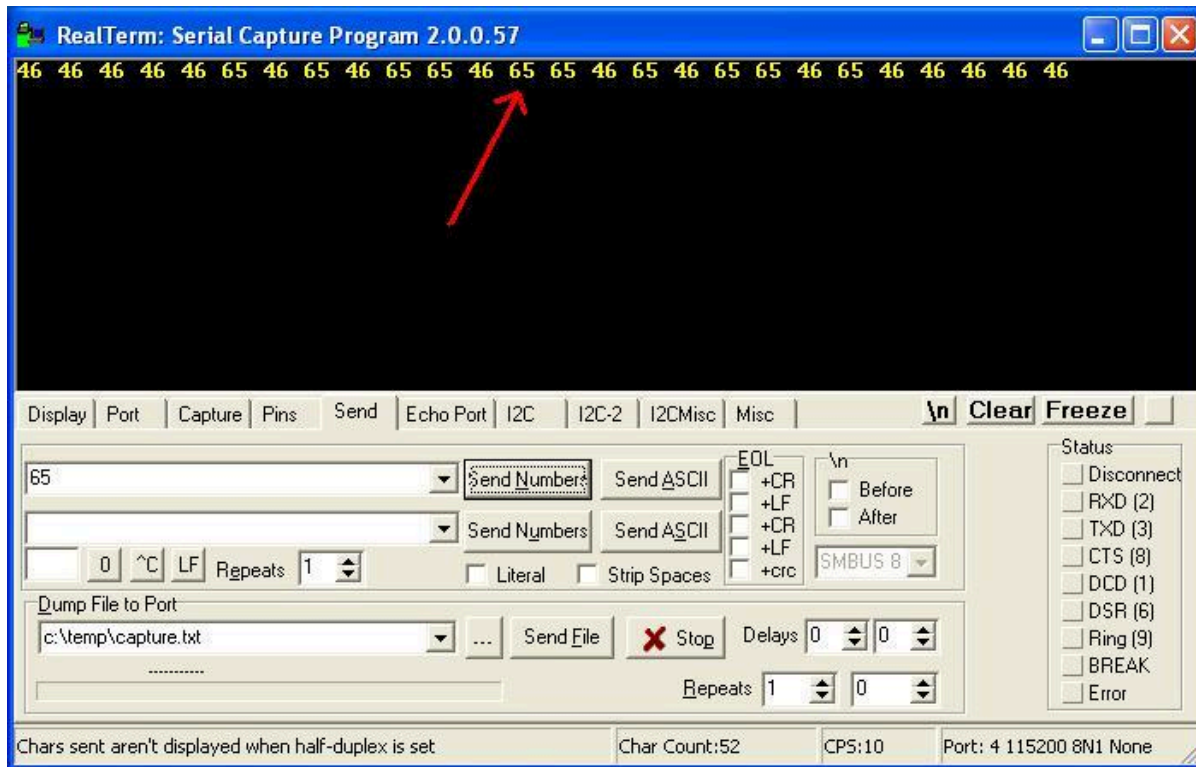 RealTerm: Serial Capture Program 2.0.0.57
46 46 46 46 46 65 46 65 46 65 65 46 65 65 46 65 46 65 65 46 65 46 46 46 46 46
Display Port Capture Pins Send Echo Port I2C I2C-2 I2CMisc Misc \n Clear Freeze
65 Send Numbers Send ASCII
Send Numbers Send ASCII
0 ^C LF Repeats 1 Literal Strip Spaces
EOL
+CR
+LF
+CR
+LF
+crc
\n
Before
After
SMBUS 8
Status
Disconnect
RXD (2)
TXD (3)
CTS (8)
DCD (1)
DSR (6)
Ring (9)
BREAK
Error
Dump File to Port
c:\temp\capture.txt ... Send File Stop Delays 0 0
Repeats 1 0
Chars sent aren't displayed when half-duplex is set Char Count:52 CPS:10 Port: 4 115200 8N1 None